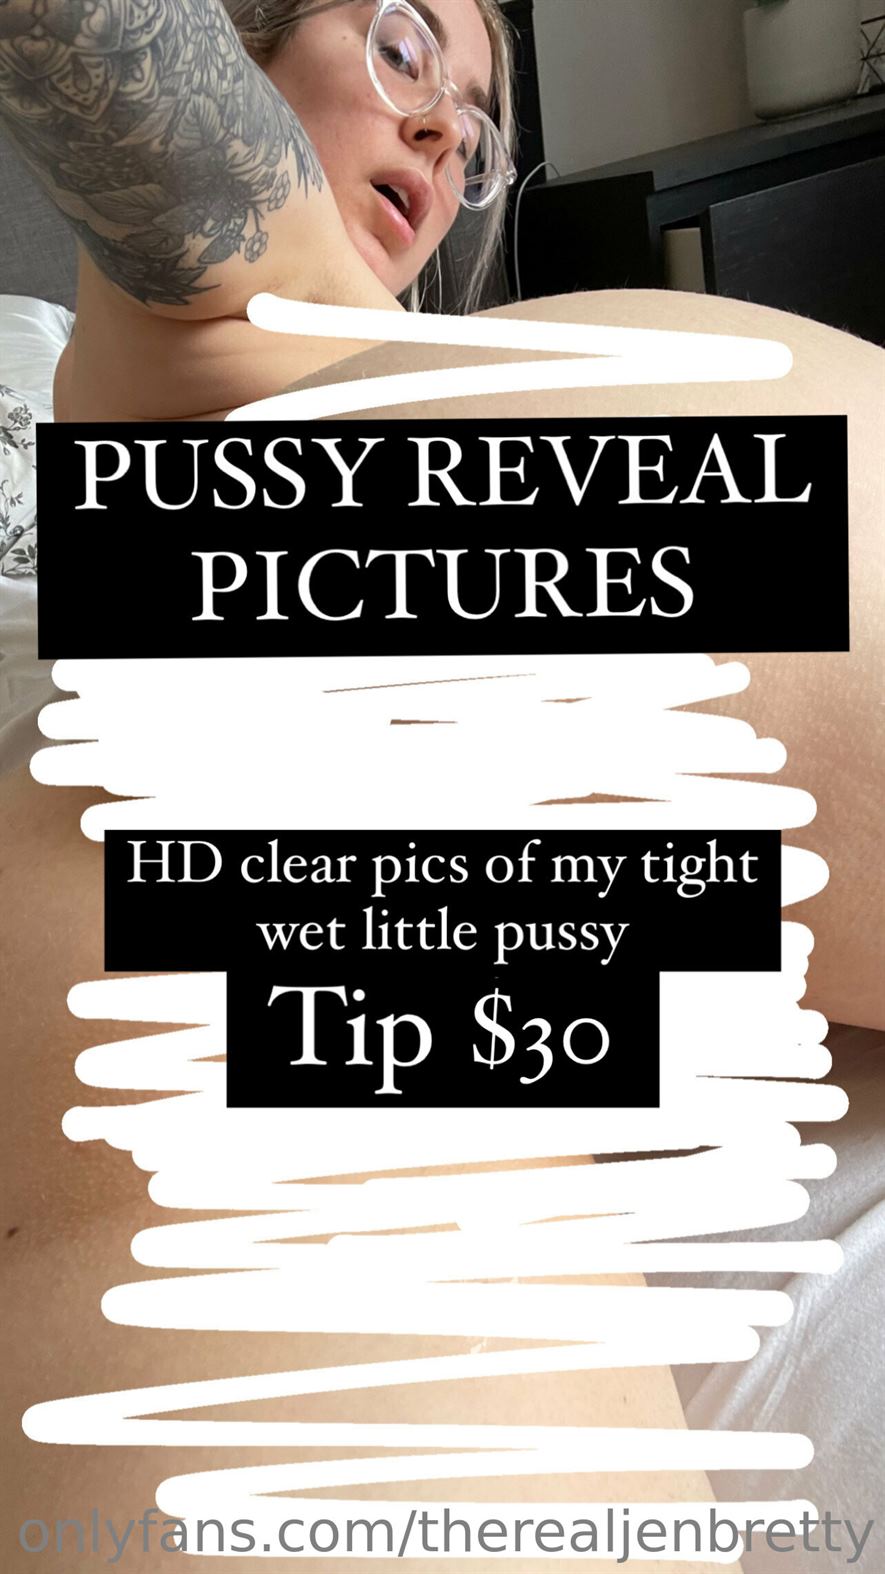 PUSSY REVEAL
PICTURES
HD clear pics of my tight
wet little pussy
Tip $30
onlyfans.com/therealjenbretty